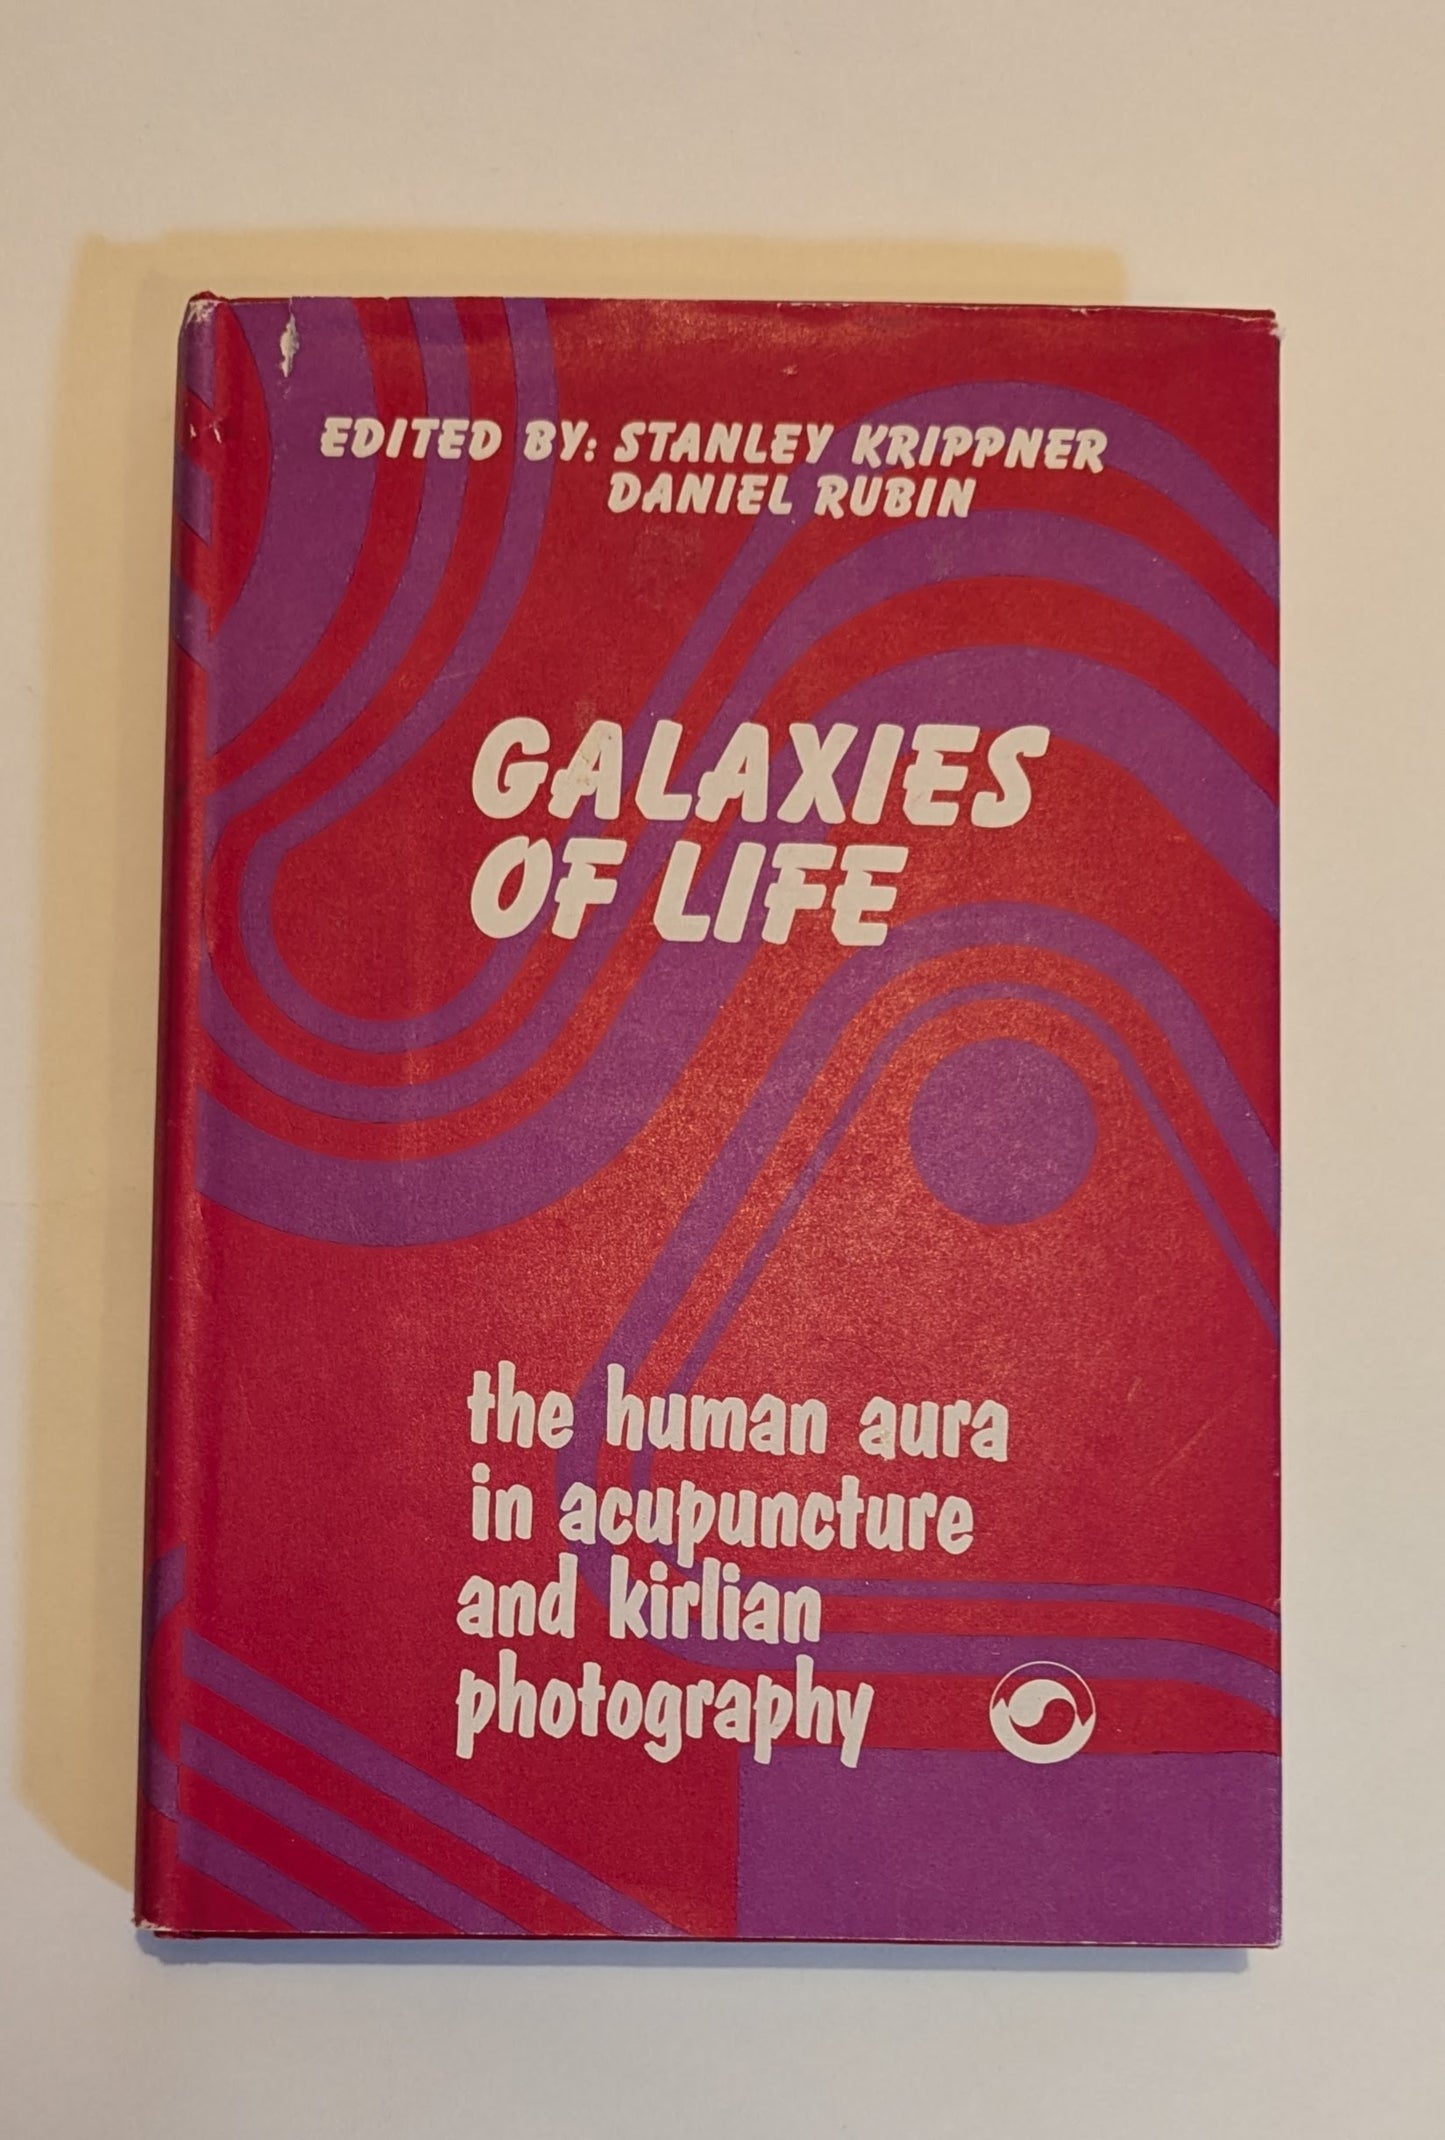 EDITED BY: STANLEY KRIPPNER
DANIEL RUBIN
GALAXIES
OF LIFE
the human aura
in acupuncture
and kirlian
photography